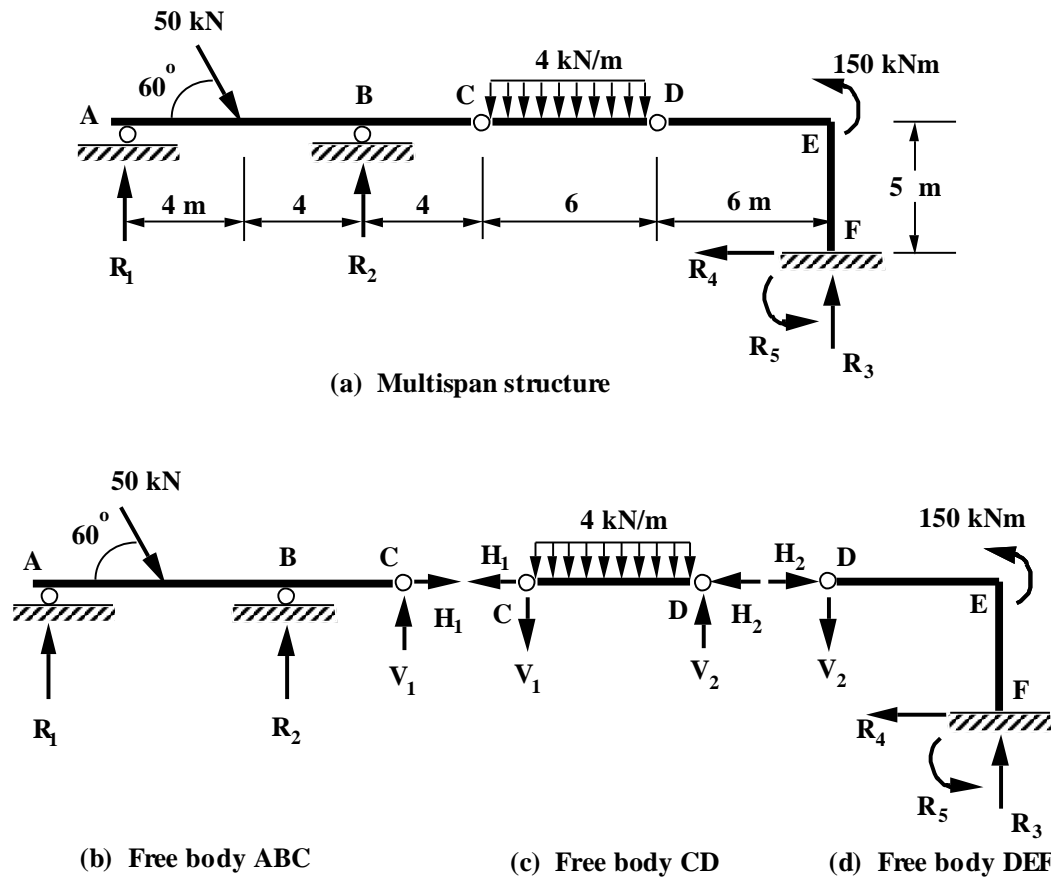 50 kN
60°
4 kN/m
150 kNm
A
B
C
D
E
4 m
4
4
6
6 m
5 m
F
R1
R2
R4
R5
R3
(a) Multispan structure
50 kN
60°
4 kN/m
150 kNm
A
B
C
H1
H2
D
H1
C
D
H2
E
V1
V1
V2
V2
F
R1
R2
R4
R5
R3
(b) Free body ABC
(c) Free body CD
(d) Free body DEF